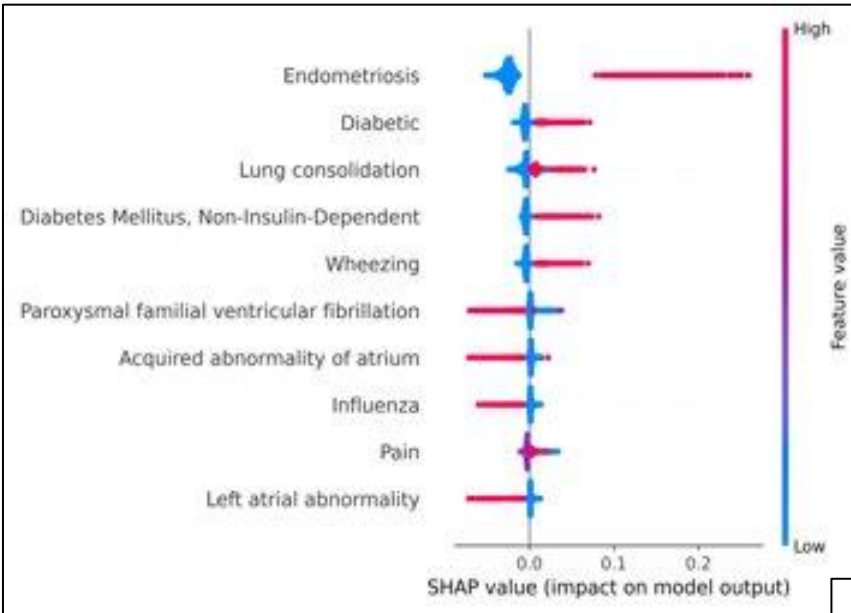 High
Endometriosis
Diabetic
Lung consolidation
Diabetes Mellitus, Non-Insulin-Dependent
Wheezing
Paroxysmal familial ventricular fibrillation
Acquired abnormality of atrium
Influenza
Pain
Left atrial abnormality
Feature value
Low
0.0 0.1 0.2
SHAP value (impact on model output)